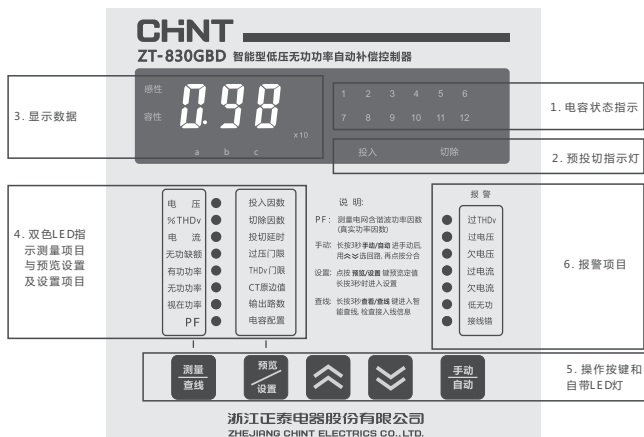 CHiNT
ZT-830GBD 智能型低压无功功率自动补偿控制器
3. 显示数据
感性
容性
0.98
x10
a b c
1 2 3 4 5 6
7 8 9 10 11 12
1. 电容状态指示
投入 切除
2. 预投切指示灯
4. 双色LED指
示测量项目
与预览设置
及设置项目
电 压
%THDv
电 流
无功缺额
有功功率
无功功率
视在功率
PF
投入因数
切除因数
投切延时
过压门限
THDv门限
CT原边值
输出路数
电容配置
说 明:
PF: 测量电网含谐波功率因数
(真实功率因数)
手动: 长按3秒手动/自动 进手动后,
用︽︾选回路, 再点按分合
设置: 点按 预览/设置 键预览定值
长按3秒时进入设置
查线: 长按3秒查看/查线 键进入智
能查线, 检查接入线信息
报 警
过THDv
过电压
欠电压
过电流
欠电流
低无功
接线错
6. 报警项目
测量
查线
预览
设置
手动
自动
5. 操作按键和
自带LED灯
浙江正泰电器股份有限公司
ZHEJIANG CHINT ELECTRICS CO.,LTD.